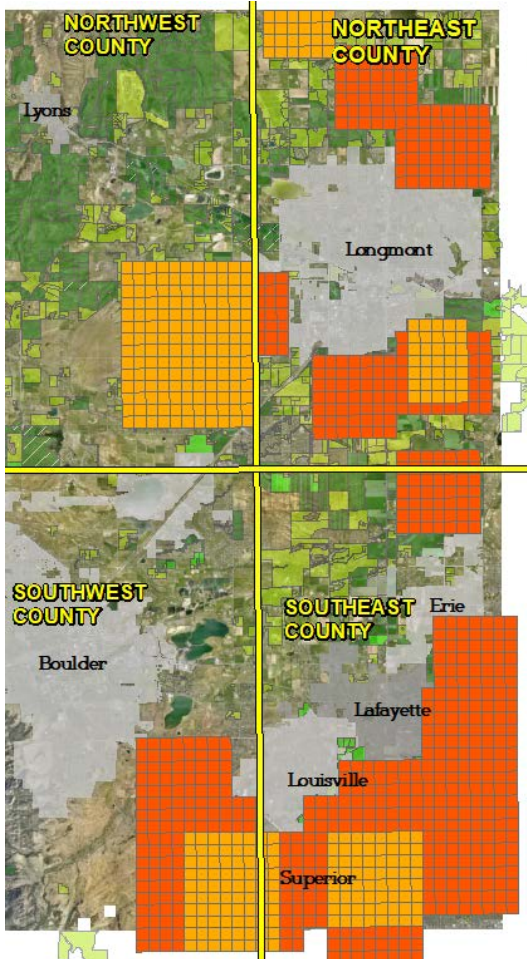 NORTHWEST
COUNTY
NORTHEAST
COUNTY
Lyons
Longmont
SOUTHWEST
COUNTY
SOUTHEAST
COUNTY
Erie
Boulder
Lafayette
Louisville
Superior